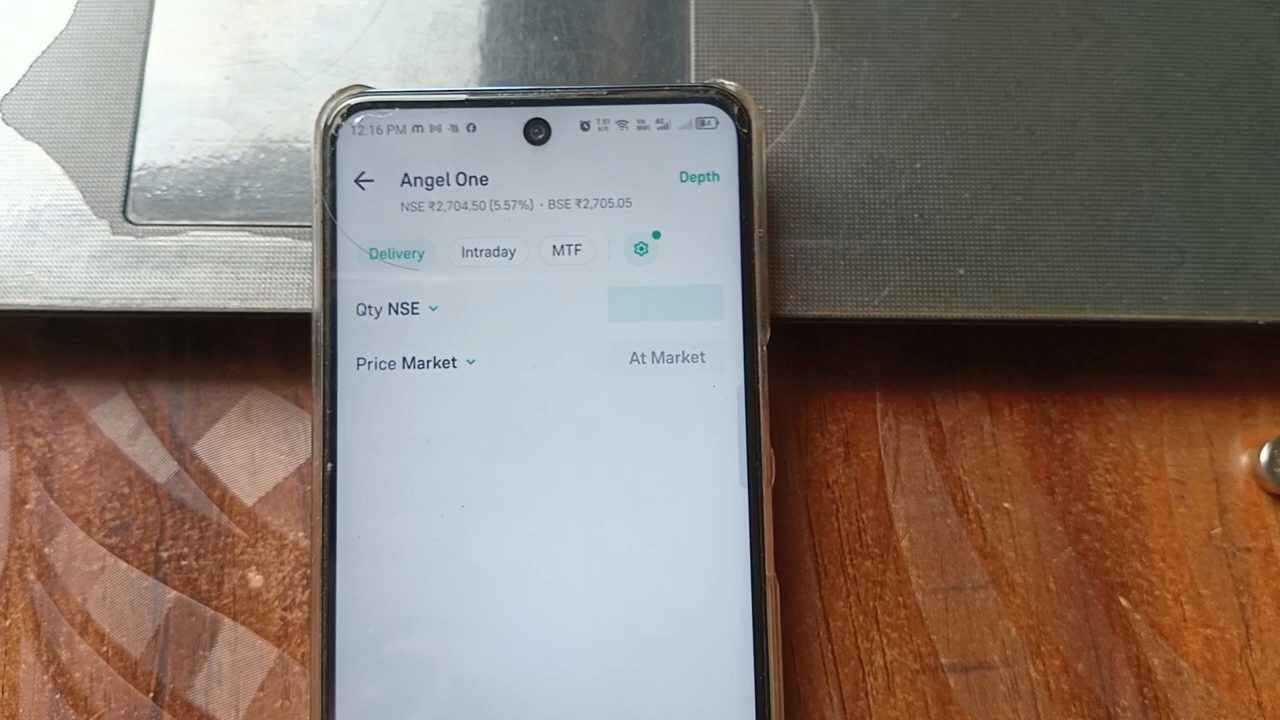 12:16 PM
Angel One
Depth
NSE ₹2,704.50 (5.57%) · BSE ₹2,705.05
Delivery Intraday MTF
Qty NSE
Price Market At Market